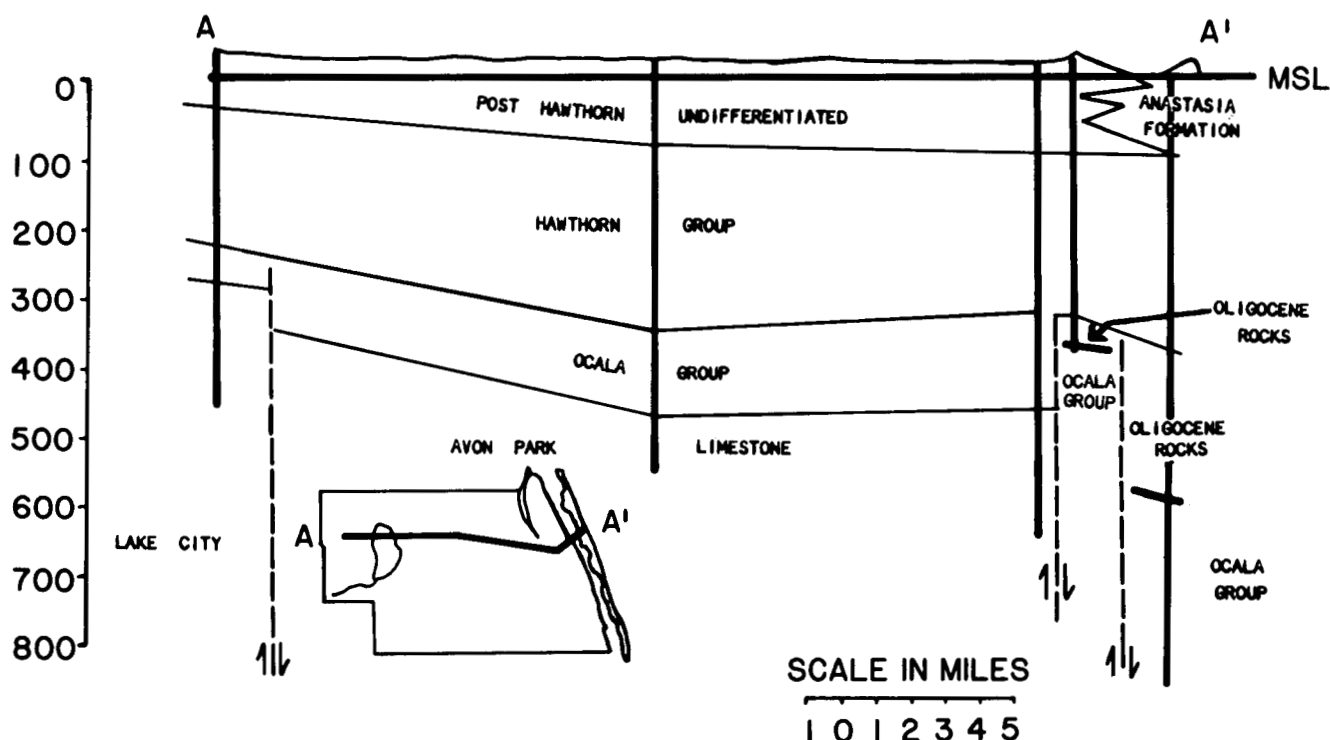 A
A'
MSL
0
POST HAWTHORN UNDIFFERENTIATED
ANASTASIA
FORMATION
100
200
HAWTHORN GROUP
300
OLIGOCENE
ROCKS
400
OCALA GROUP
OCALA
GROUP
500
AVON PARK LIMESTONE
OLIGOCENE
ROCKS
600
LAKE CITY
A
A'
700
OCALA
GROUP
800
SCALE IN MILES
1 0 1 2 3 4 5